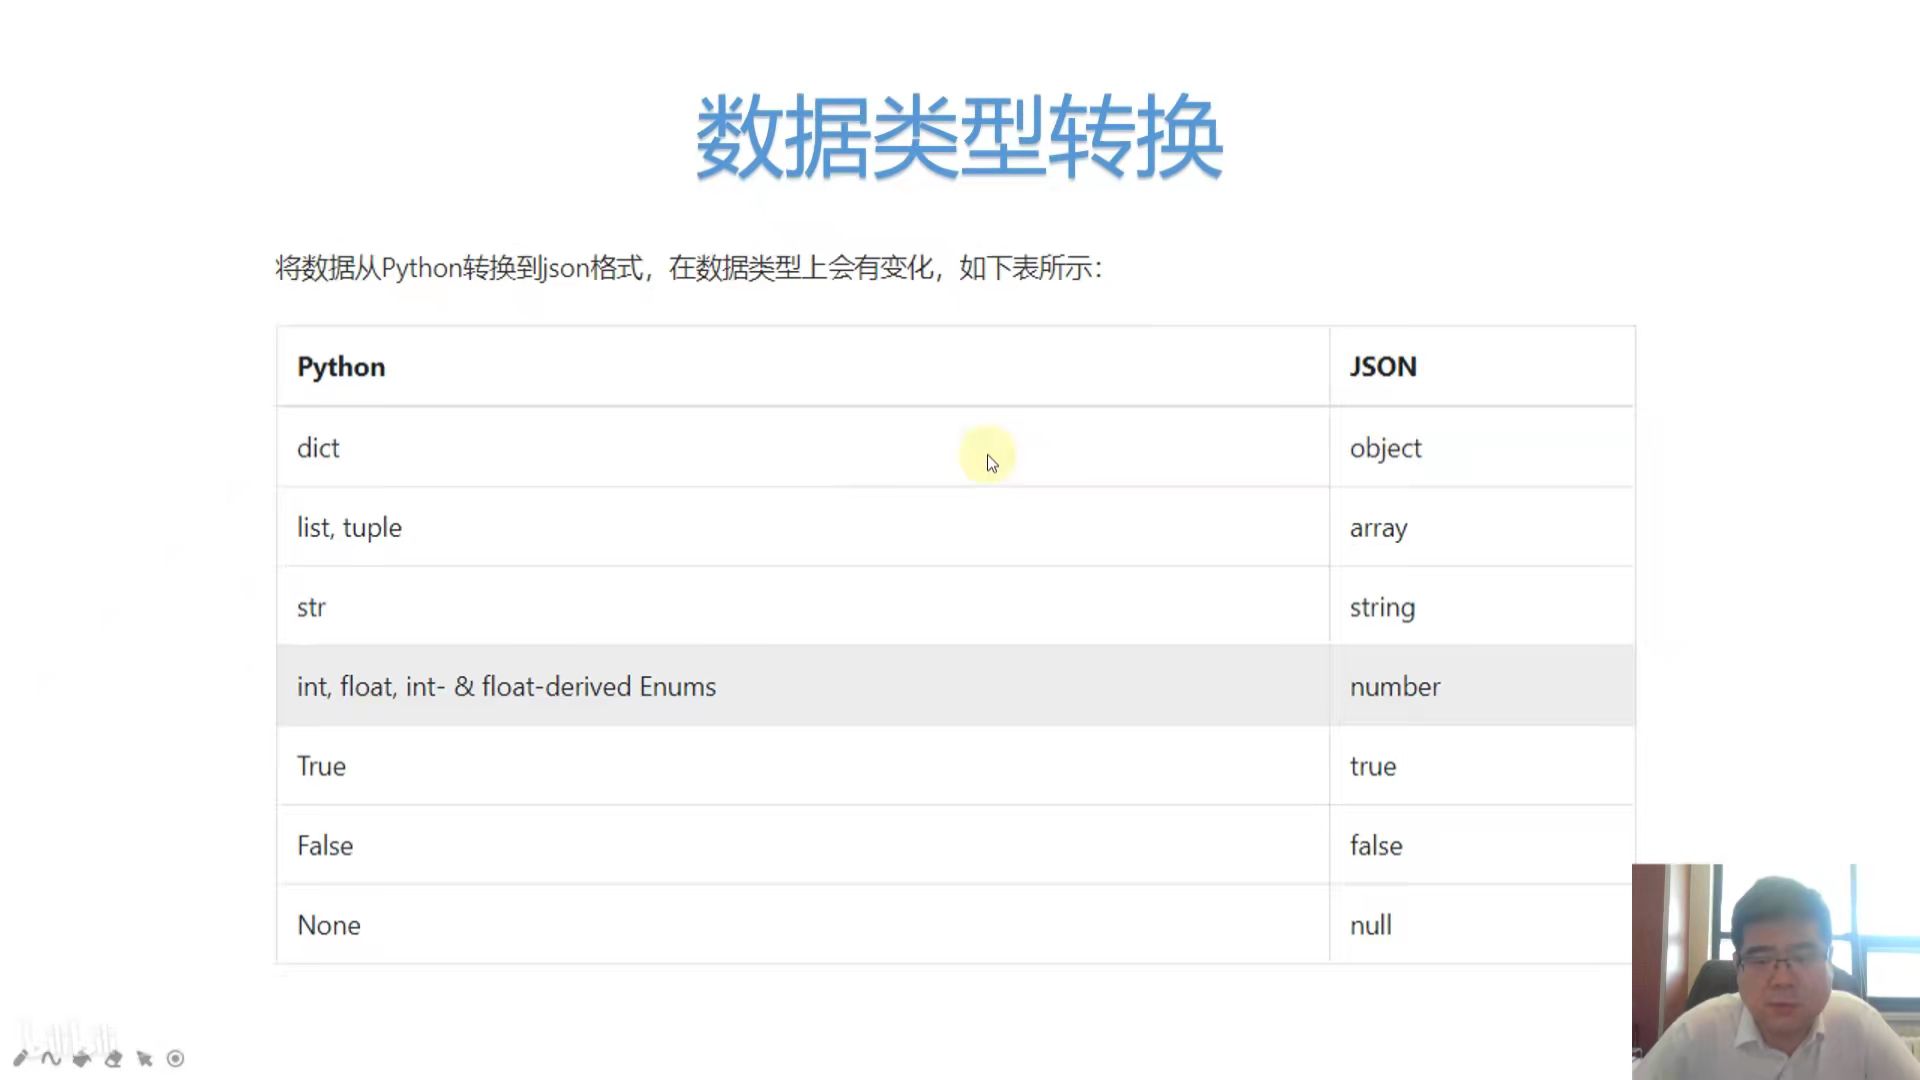 数据类型转换
将数据从Python转换到json格式，在数据类型上会有变化，如下表所示：
Python JSON
dict object
list, tuple array
str string
int, float, int- & float-derived Enums number
True true
False false
None null